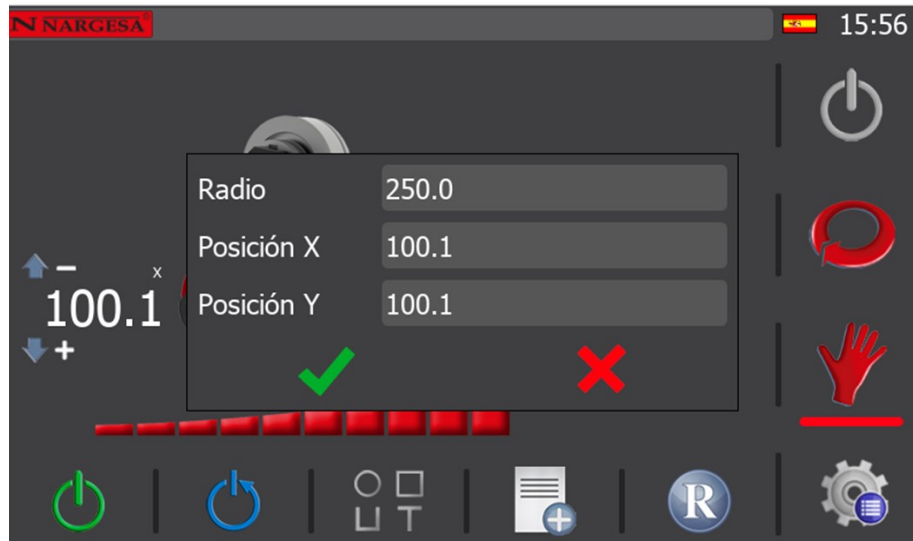 N NARGESA®
15:56
Radio 250.0
Posición X 100.1
Posición Y 100.1
−
x
100.1
+
R